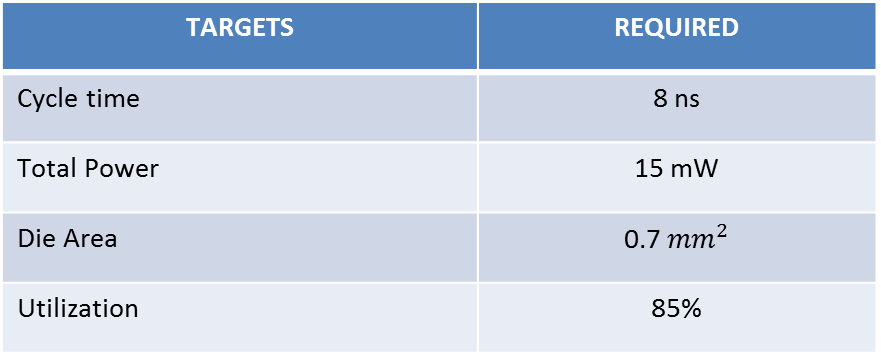 TARGETS REQUIRED
Cycle time 8 ns
Total Power 15 mW
Die Area 0.7 mm²
Utilization 85%